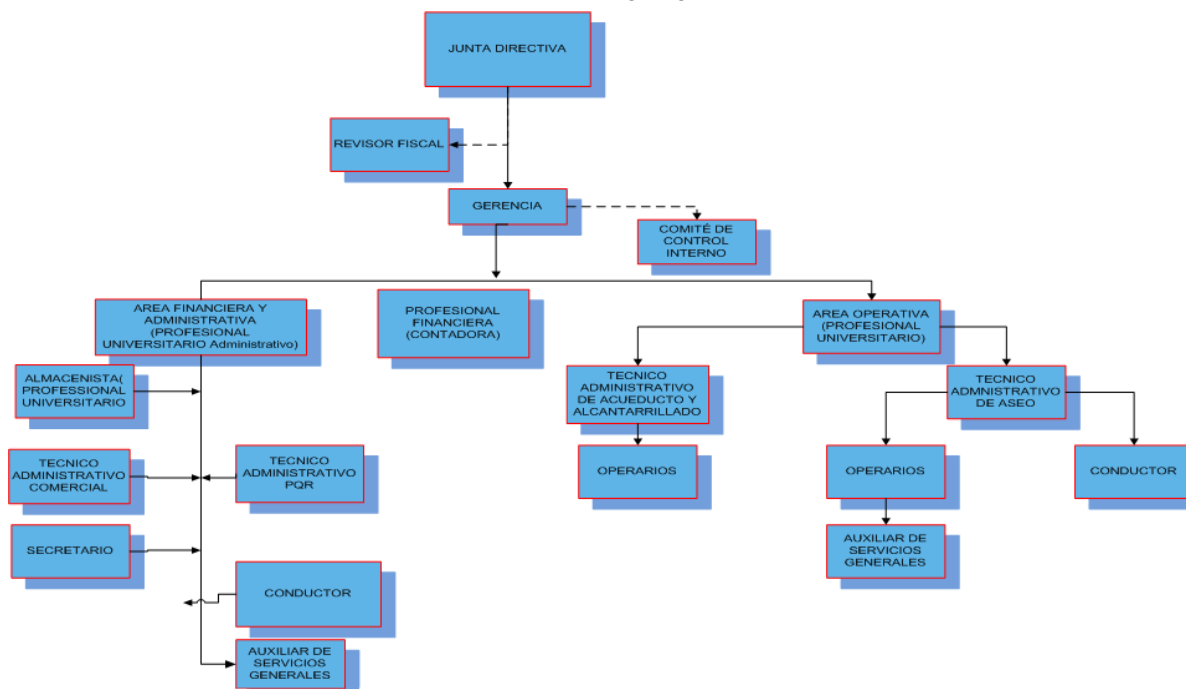 JUNTA DIRECTIVA
REVISOR FISCAL
GERENCIA
COMITÉ DE
CONTROL
INTERNO
AREA FINANCIERA Y
ADMINISTRATIVA
(PROFESIONAL
UNIVERSITARIO Administrativo)
PROFESIONAL
FINANCIERA
(CONTADORA)
AREA OPERATIVA
(PROFESIONAL
UNIVERSITARIO)
ALMACENISTA(
PROFESSIONAL
UNIVERSITARIO
TECNICO
ADMINISTRATIVO
DE ACUEDUCTO Y
ALCANTARRILLADO
TECNICO
ADMNISTRATIVO
DE ASEO
TECNICO
ADMINISTRATIVO
COMERCIAL
TECNICO
ADMINISTRATIVO
PQR
OPERARIOS
OPERARIOS
CONDUCTOR
SECRETARIO
AUXILIAR DE
SERVICIOS
GENERALES
CONDUCTOR
AUXILIAR DE
SERVICIOS
GENERALES